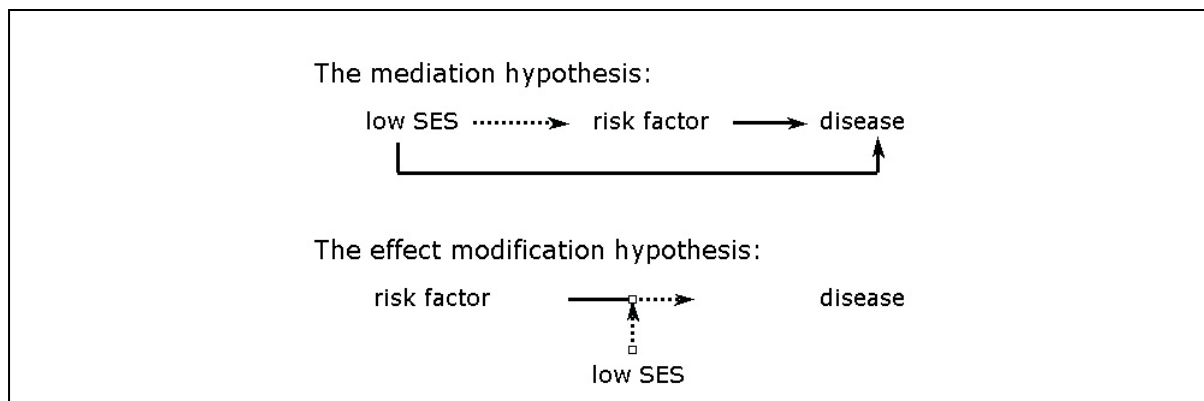 The mediation hypothesis:
low SES risk factor disease
The effect modification hypothesis:
risk factor disease
low SES